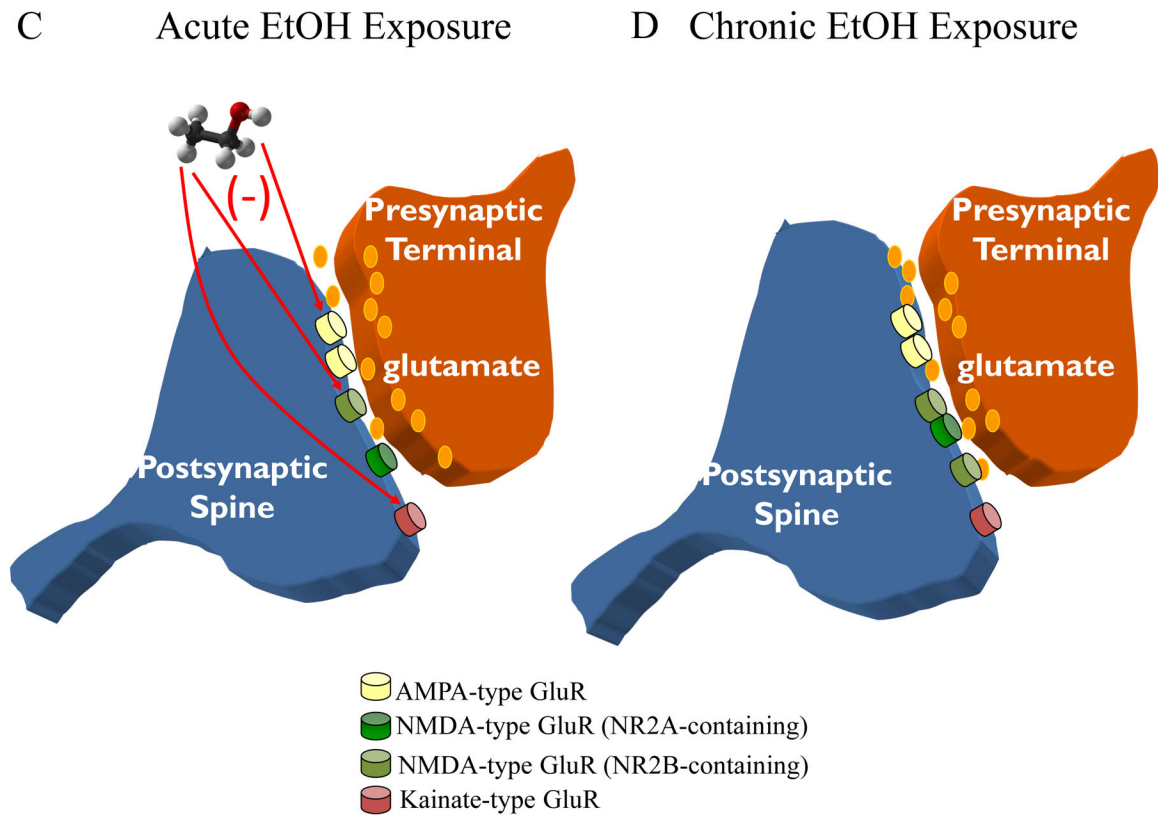 C Acute EtOH Exposure
D Chronic EtOH Exposure
(-)
Presynaptic
Terminal
glutamate
Postsynaptic
Spine
Presynaptic
Terminal
glutamate
Postsynaptic
Spine
AMPA-type GluR
NMDA-type GluR (NR2A-containing)
NMDA-type GluR (NR2B-containing)
Kainate-type GluR